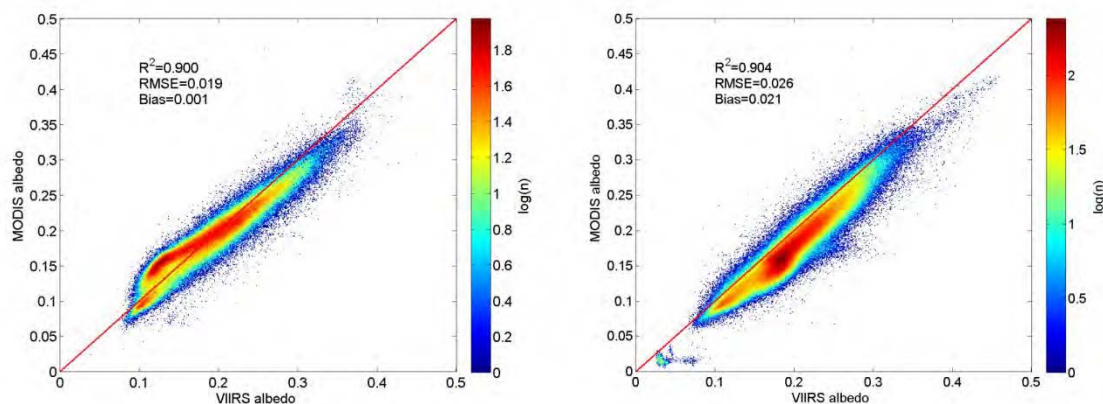 0.5
0.45
0.4
0.35
0.3
0.25
0.2
0.15
0.1
0.05
0
MODIS albedo
R²=0.900
RMSE=0.019
Bias=0.001
0 0.1 0.2 0.3 0.4 0.5
VIIRS albedo
1.8
1.6
1.4
1.2
1
0.8
0.6
0.4
0.2
0
log(n)
0.5
0.45
0.4
0.35
0.3
0.25
0.2
0.15
0.1
0.05
0
MODIS albedo
R²=0.904
RMSE=0.026
Bias=0.021
0 0.1 0.2 0.3 0.4 0.5
VIIRS albedo
2
1.5
1
0.5
0
log(n)